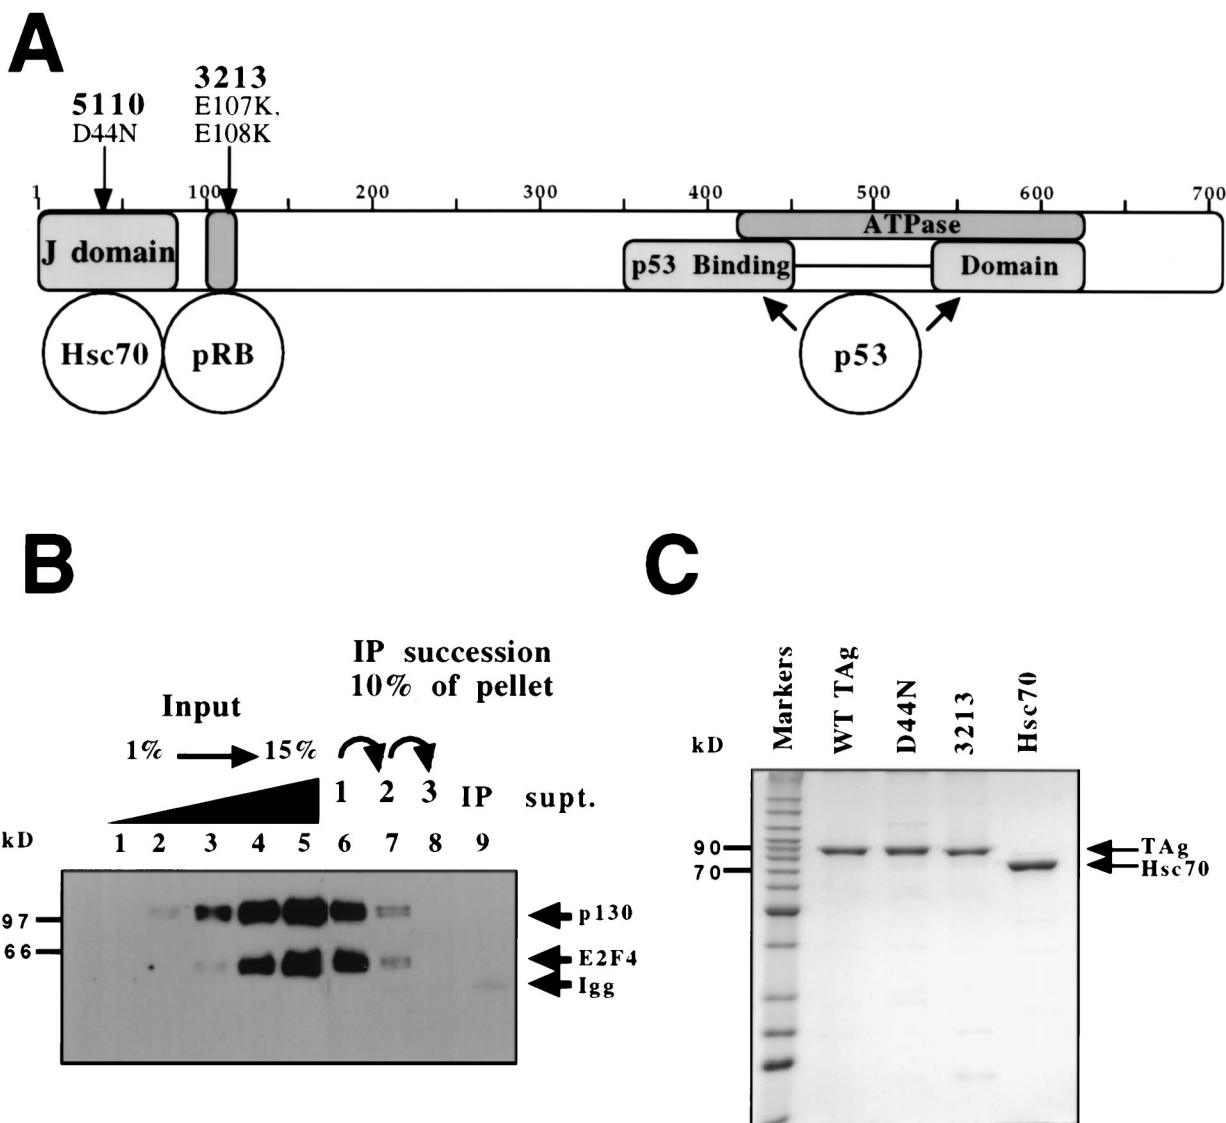 A
5110
D44N
3213
E107K,
E108K
1 100 200 300 400 500 600 700
J domain
ATPase
p53 Binding Domain
Hsc70 pRB p53
B
IP succession
10% of pellet
Input
1% 15%
1 2 3 IP supt.
kD 1 2 3 4 5 6 7 8 9
97
66
p130
E2F4
Igg
C
Markers
WT TAg
D44N
3213
Hsc70
kD
90
70
TAg
Hsc70